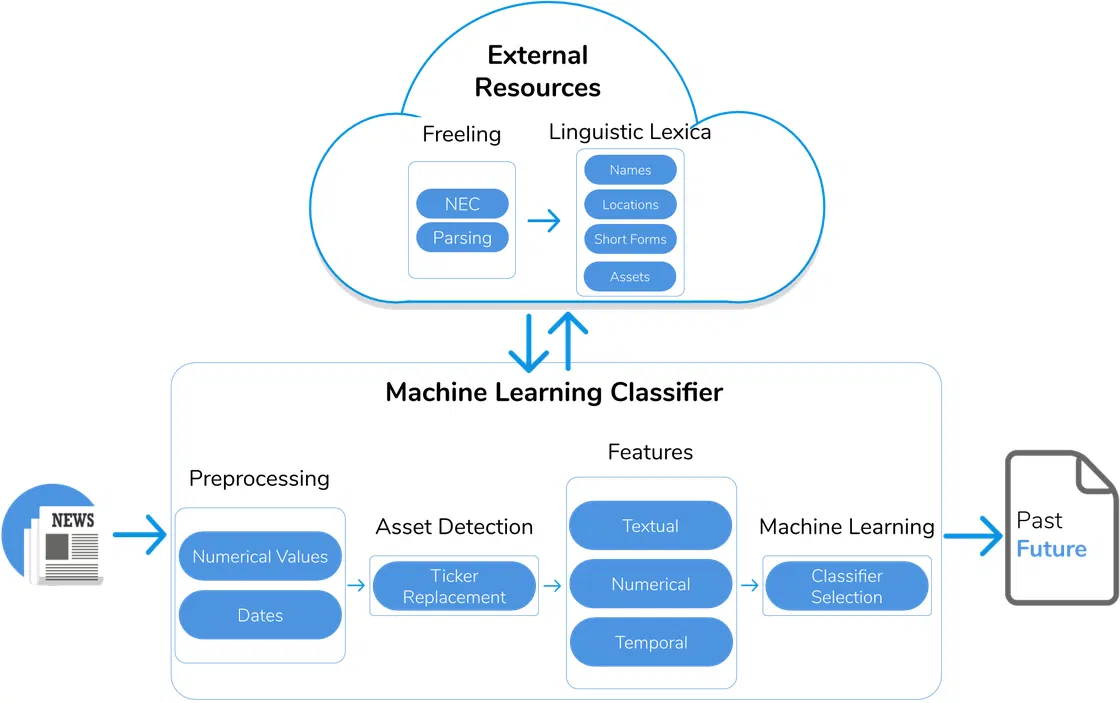 External
Resources
Freeling
Linguistic Lexica
NEC
Parsing
Names
Locations
Short Forms
Assets
Machine Learning Classifier
Preprocessing
Numerical Values
Dates
Asset Detection
Ticker
Replacement
Features
Textual
Numerical
Temporal
Machine Learning
Classifier
Selection
NEWS
Past
Future